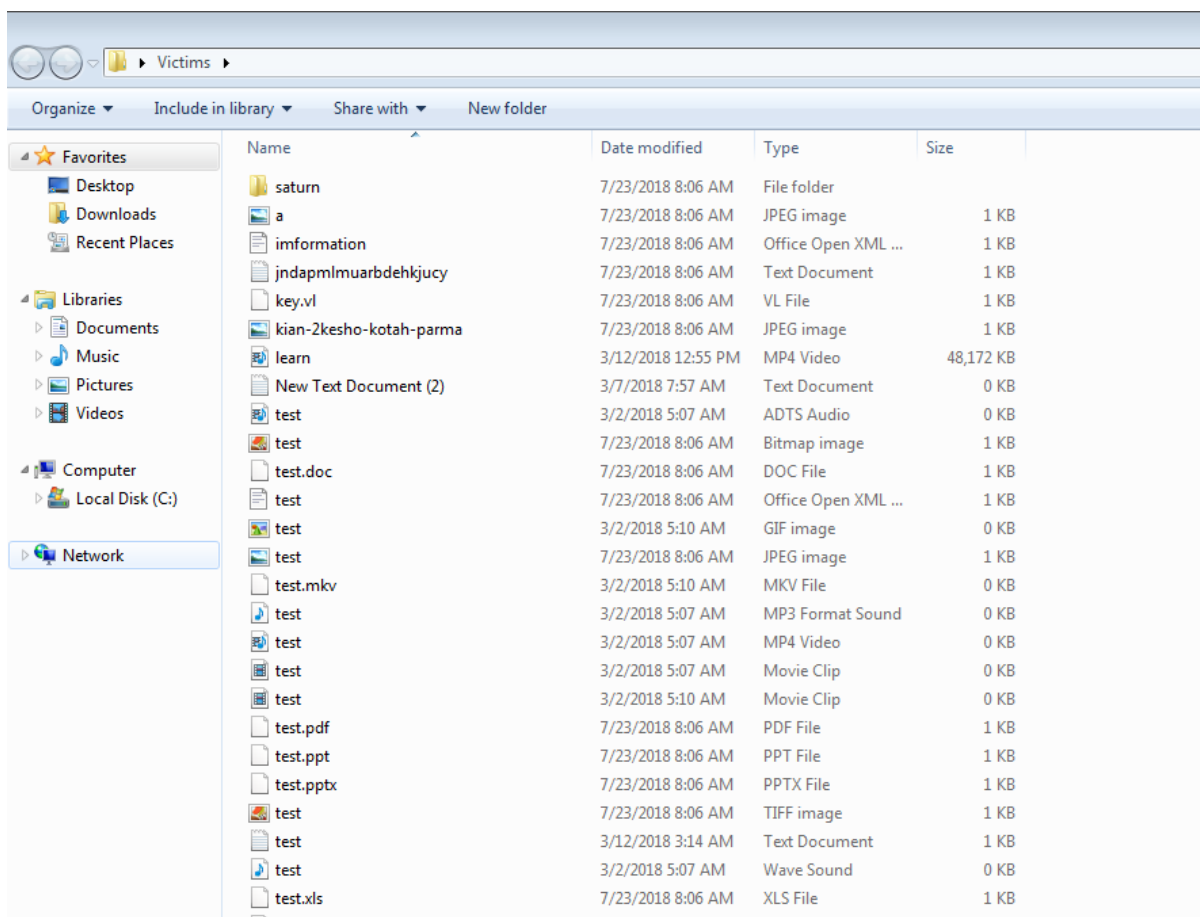 Victims
Organize Include in library Share with New folder
Favorites
Desktop
Downloads
Recent Places
Libraries
Documents
Music
Pictures
Videos
Computer
Local Disk (C:)
Network
Name Date modified Type Size
saturn 7/23/2018 8:06 AM File folder
a 7/23/2018 8:06 AM JPEG image 1 KB
imformation 7/23/2018 8:06 AM Office Open XML ... 1 KB
jndapmlmuarbdehkjucy 7/23/2018 8:06 AM Text Document 1 KB
key.vl 7/23/2018 8:06 AM VL File 1 KB
kian-2kesho-kotah-parma 7/23/2018 8:06 AM JPEG image 1 KB
learn 3/12/2018 12:55 PM MP4 Video 48,172 KB
New Text Document (2) 3/7/2018 7:57 AM Text Document 0 KB
test 3/2/2018 5:07 AM ADTS Audio 0 KB
test 7/23/2018 8:06 AM Bitmap image 1 KB
test.doc 7/23/2018 8:06 AM DOC File 1 KB
test 7/23/2018 8:06 AM Office Open XML ... 1 KB
test 3/2/2018 5:10 AM GIF image 0 KB
test 7/23/2018 8:06 AM JPEG image 1 KB
test.mkv 3/2/2018 5:10 AM MKV File 0 KB
test 3/2/2018 5:07 AM MP3 Format Sound 0 KB
test 3/2/2018 5:07 AM MP4 Video 0 KB
test 3/2/2018 5:07 AM Movie Clip 0 KB
test 3/2/2018 5:10 AM Movie Clip 0 KB
test.pdf 7/23/2018 8:06 AM PDF File 1 KB
test.ppt 7/23/2018 8:06 AM PPT File 1 KB
test.pptx 7/23/2018 8:06 AM PPTX File 1 KB
test 7/23/2018 8:06 AM TIFF image 1 KB
test 3/12/2018 3:14 AM Text Document 1 KB
test 3/2/2018 5:07 AM Wave Sound 0 KB
test.xls 7/23/2018 8:06 AM XLS File 1 KB